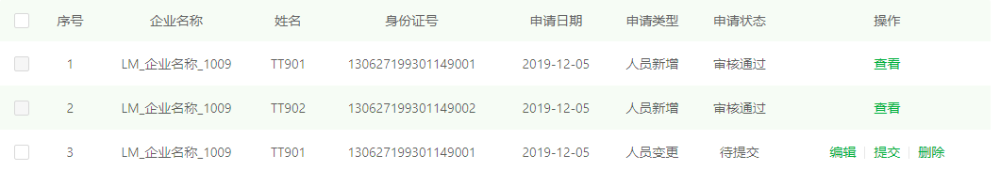 序号 企业名称 姓名 身份证号 申请日期 申请类型 申请状态 操作
1 LM_企业名称_1009 TT901 130627199301149001 2019-12-05 人员新增 审核通过 查看
2 LM_企业名称_1009 TT902 130627199301149002 2019-12-05 人员新增 审核通过 查看
3 LM_企业名称_1009 TT901 130627199301149001 2019-12-05 人员变更 待提交 编辑 提交 删除